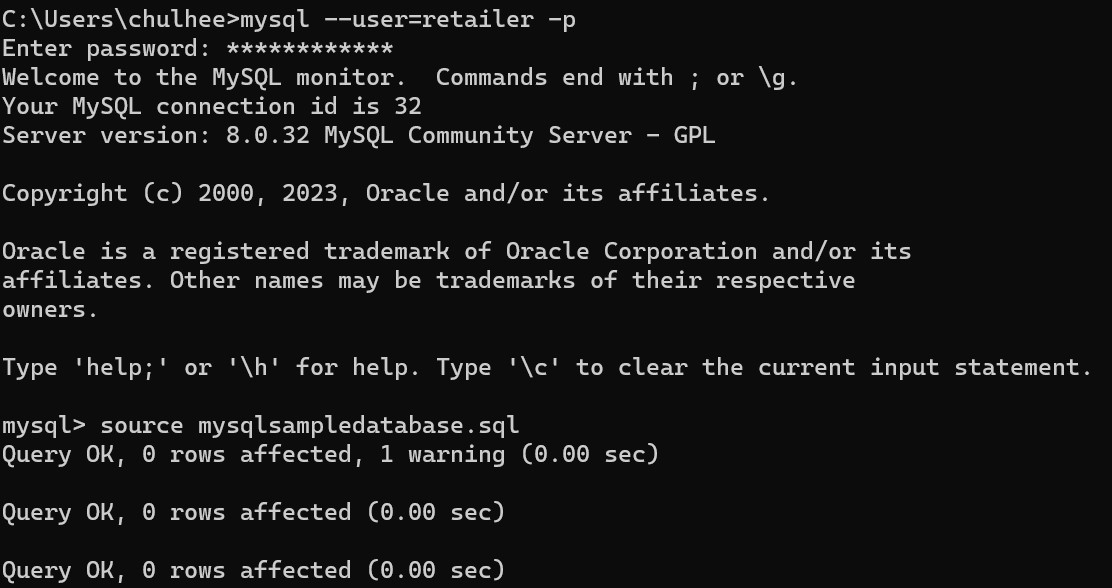 C:\Users\chulhee>mysql --user=retailer -p
Enter password: ************
Welcome to the MySQL monitor.  Commands end with ; or \g.
Your MySQL connection id is 32
Server version: 8.0.32 MySQL Community Server - GPL
Copyright (c) 2000, 2023, Oracle and/or its affiliates.
Oracle is a registered trademark of Oracle Corporation and/or its
affiliates. Other names may be trademarks of their respective
owners.
Type 'help;' or '\h' for help. Type '\c' to clear the current input statement.
mysql> source mysqlsampledatabase.sql
Query OK, 0 rows affected, 1 warning (0.00 sec)
Query OK, 0 rows affected (0.00 sec)
Query OK, 0 rows affected (0.00 sec)